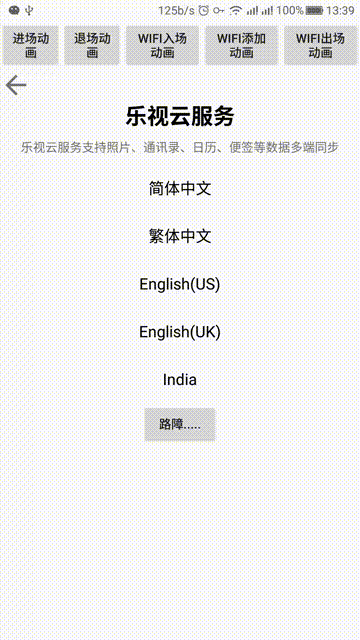 125b/s 100% 13:39
进场动画 退场动画 WIFI入场动画 WIFI添加动画 WIFI出场动画
乐视云服务
乐视云服务支持照片、通讯录、日历、便签等数据多端同步
简体中文
繁体中文
English(US)
English(UK)
India
路障.....